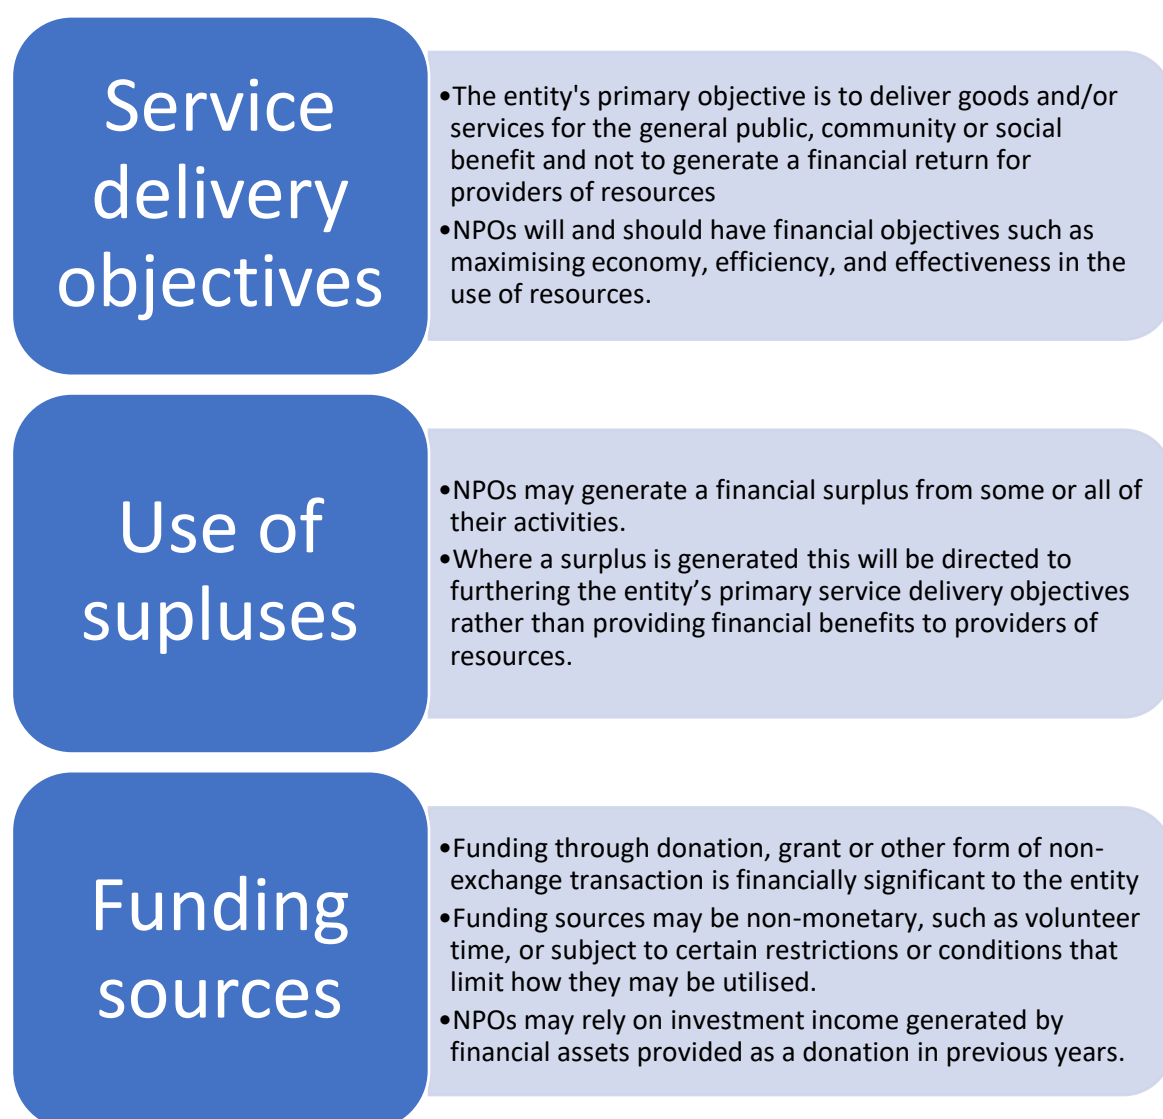 Service
delivery
objectives
•The entity's primary objective is to deliver goods and/or
services for the general public, community or social
benefit and not to generate a financial return for
providers of resources
•NPOs will and should have financial objectives such as
maximising economy, efficiency, and effectiveness in the
use of resources.
Use of
supluses
•NPOs may generate a financial surplus from some or all of
their activities.
•Where a surplus is generated this will be directed to
furthering the entity’s primary service delivery objectives
rather than providing financial benefits to providers of
resources.
Funding
sources
•Funding through donation, grant or other form of non-
exchange transaction is financially significant to the entity
•Funding sources may be non-monetary, such as volunteer
time, or subject to certain restrictions or conditions that
limit how they may be utilised.
•NPOs may rely on investment income generated by
financial assets provided as a donation in previous years.